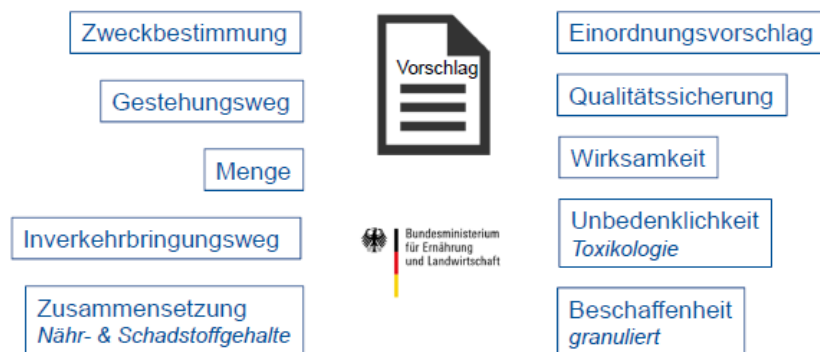 Zweckbestimmung
Gestehungsweg
Menge
Inverkehrbringungsweg
Zusammensetzung
Nähr- & Schadstoffgehalte
Vorschlag
Bundesministerium
für Ernährung
und Landwirtschaft
Einordnungsvorschlag
Qualitätssicherung
Wirksamkeit
Unbedenklichkeit
Toxikologie
Beschaffenheit
granuliert